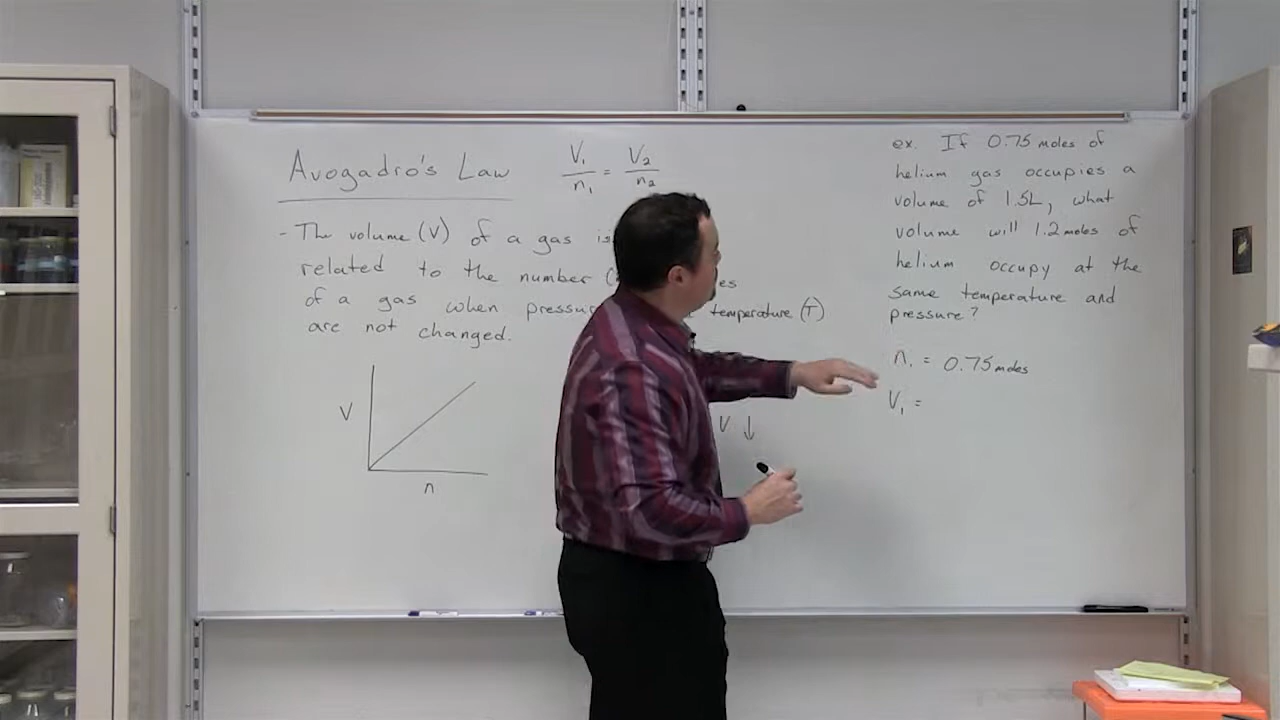 Avogadro's Law
V₁/n₁ = V₂/n₂
- The volume (V) of a gas is
related to the number
of a gas when pressur temperature (T)
are not changed.
V
n
V ↓
ex. If 0.75 moles of
helium gas occupies a
volume of 1.5L, what
volume will 1.2 moles of
helium occupy at the
same temperature and
pressure?
n₁ = 0.75 moles
V₁ =